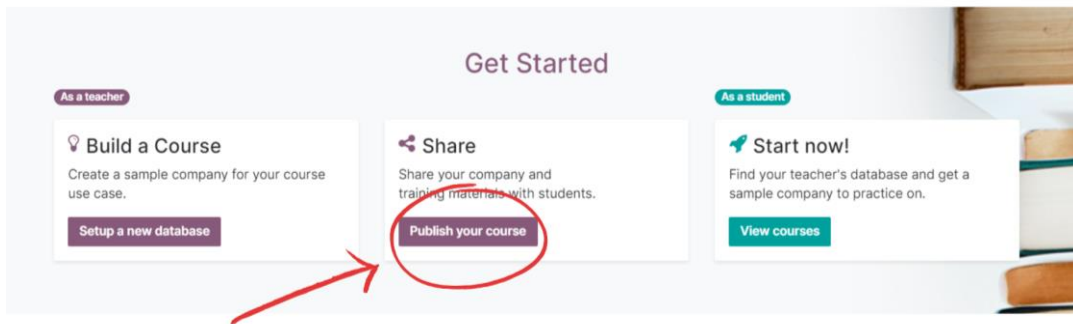 Get Started
As a teacher
As a student
Build a Course
Create a sample company for your course
use case.
Setup a new database
Share
Share your company and
training materials with students.
Publish your course
Start now!
Find your teacher's database and get a
sample company to practice on.
View courses